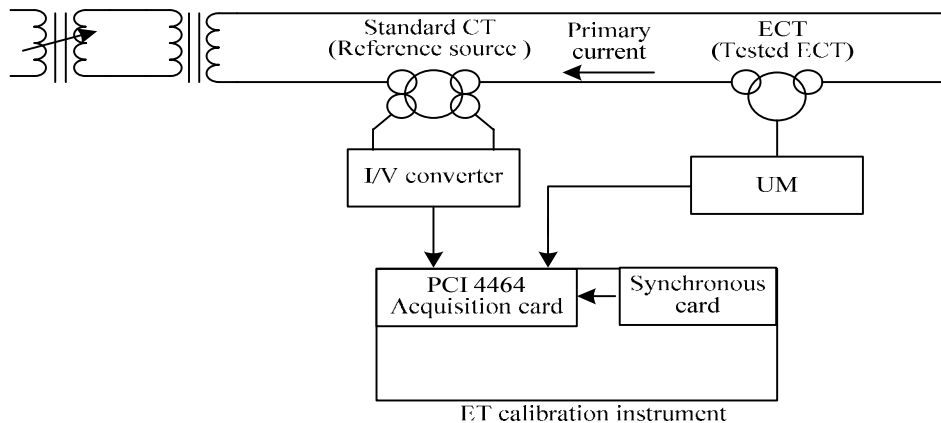 Standard CT
(Reference source )
Primary
current
ECT
(Tested ECT)
I/V converter
UM
PCI 4464
Acquisition card
Synchronous
card
ET calibration instrument